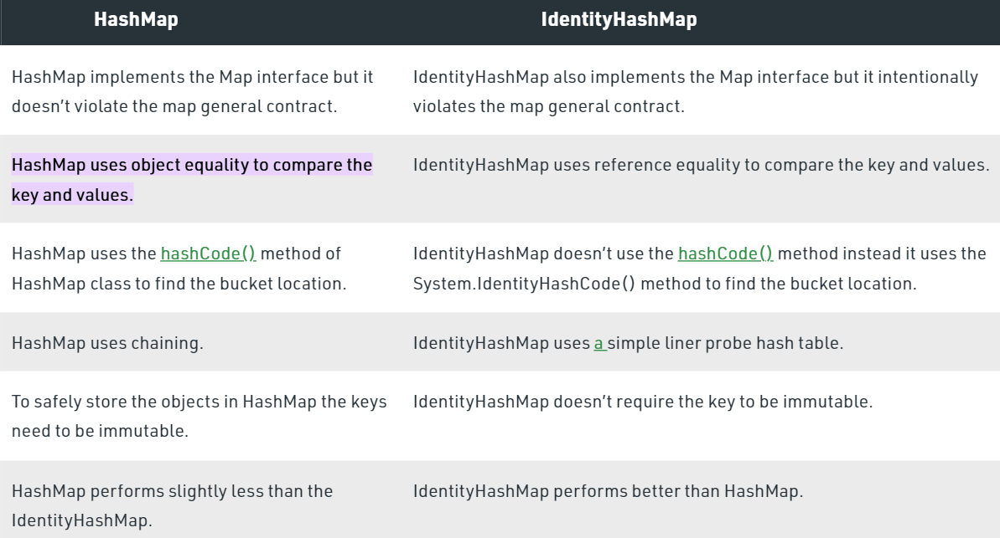 HashMap
IdentityHashMap
HashMap implements the Map interface but it
doesn’t violate the map general contract.
IdentityHashMap also implements the Map interface but it intentionally
violates the map general contract.
HashMap uses object equality to compare the
key and values.
IdentityHashMap uses reference equality to compare the key and values.
HashMap uses the hashCode() method of
HashMap class to find the bucket location.
IdentityHashMap doesn’t use the hashCode() method instead it uses the
System.IdentityHashCode() method to find the bucket location.
HashMap uses chaining.
IdentityHashMap uses a simple liner probe hash table.
To safely store the objects in HashMap the keys
need to be immutable.
IdentityHashMap doesn’t require the key to be immutable.
HashMap performs slightly less than the
IdentityHashMap.
IdentityHashMap performs better than HashMap.